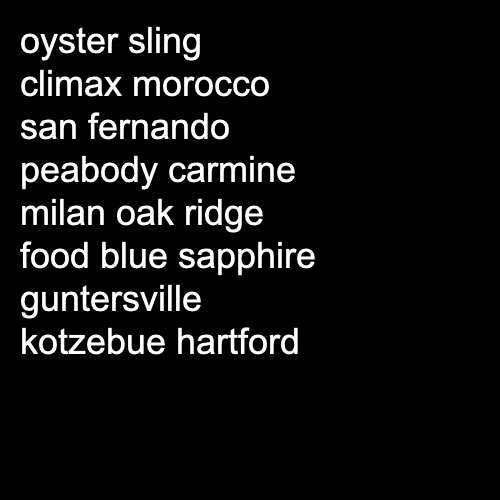 oyster sling
climax morocco
san fernando
peabody carmine
milan oak ridge
food blue sapphire
guntersville
kotzebue hartford